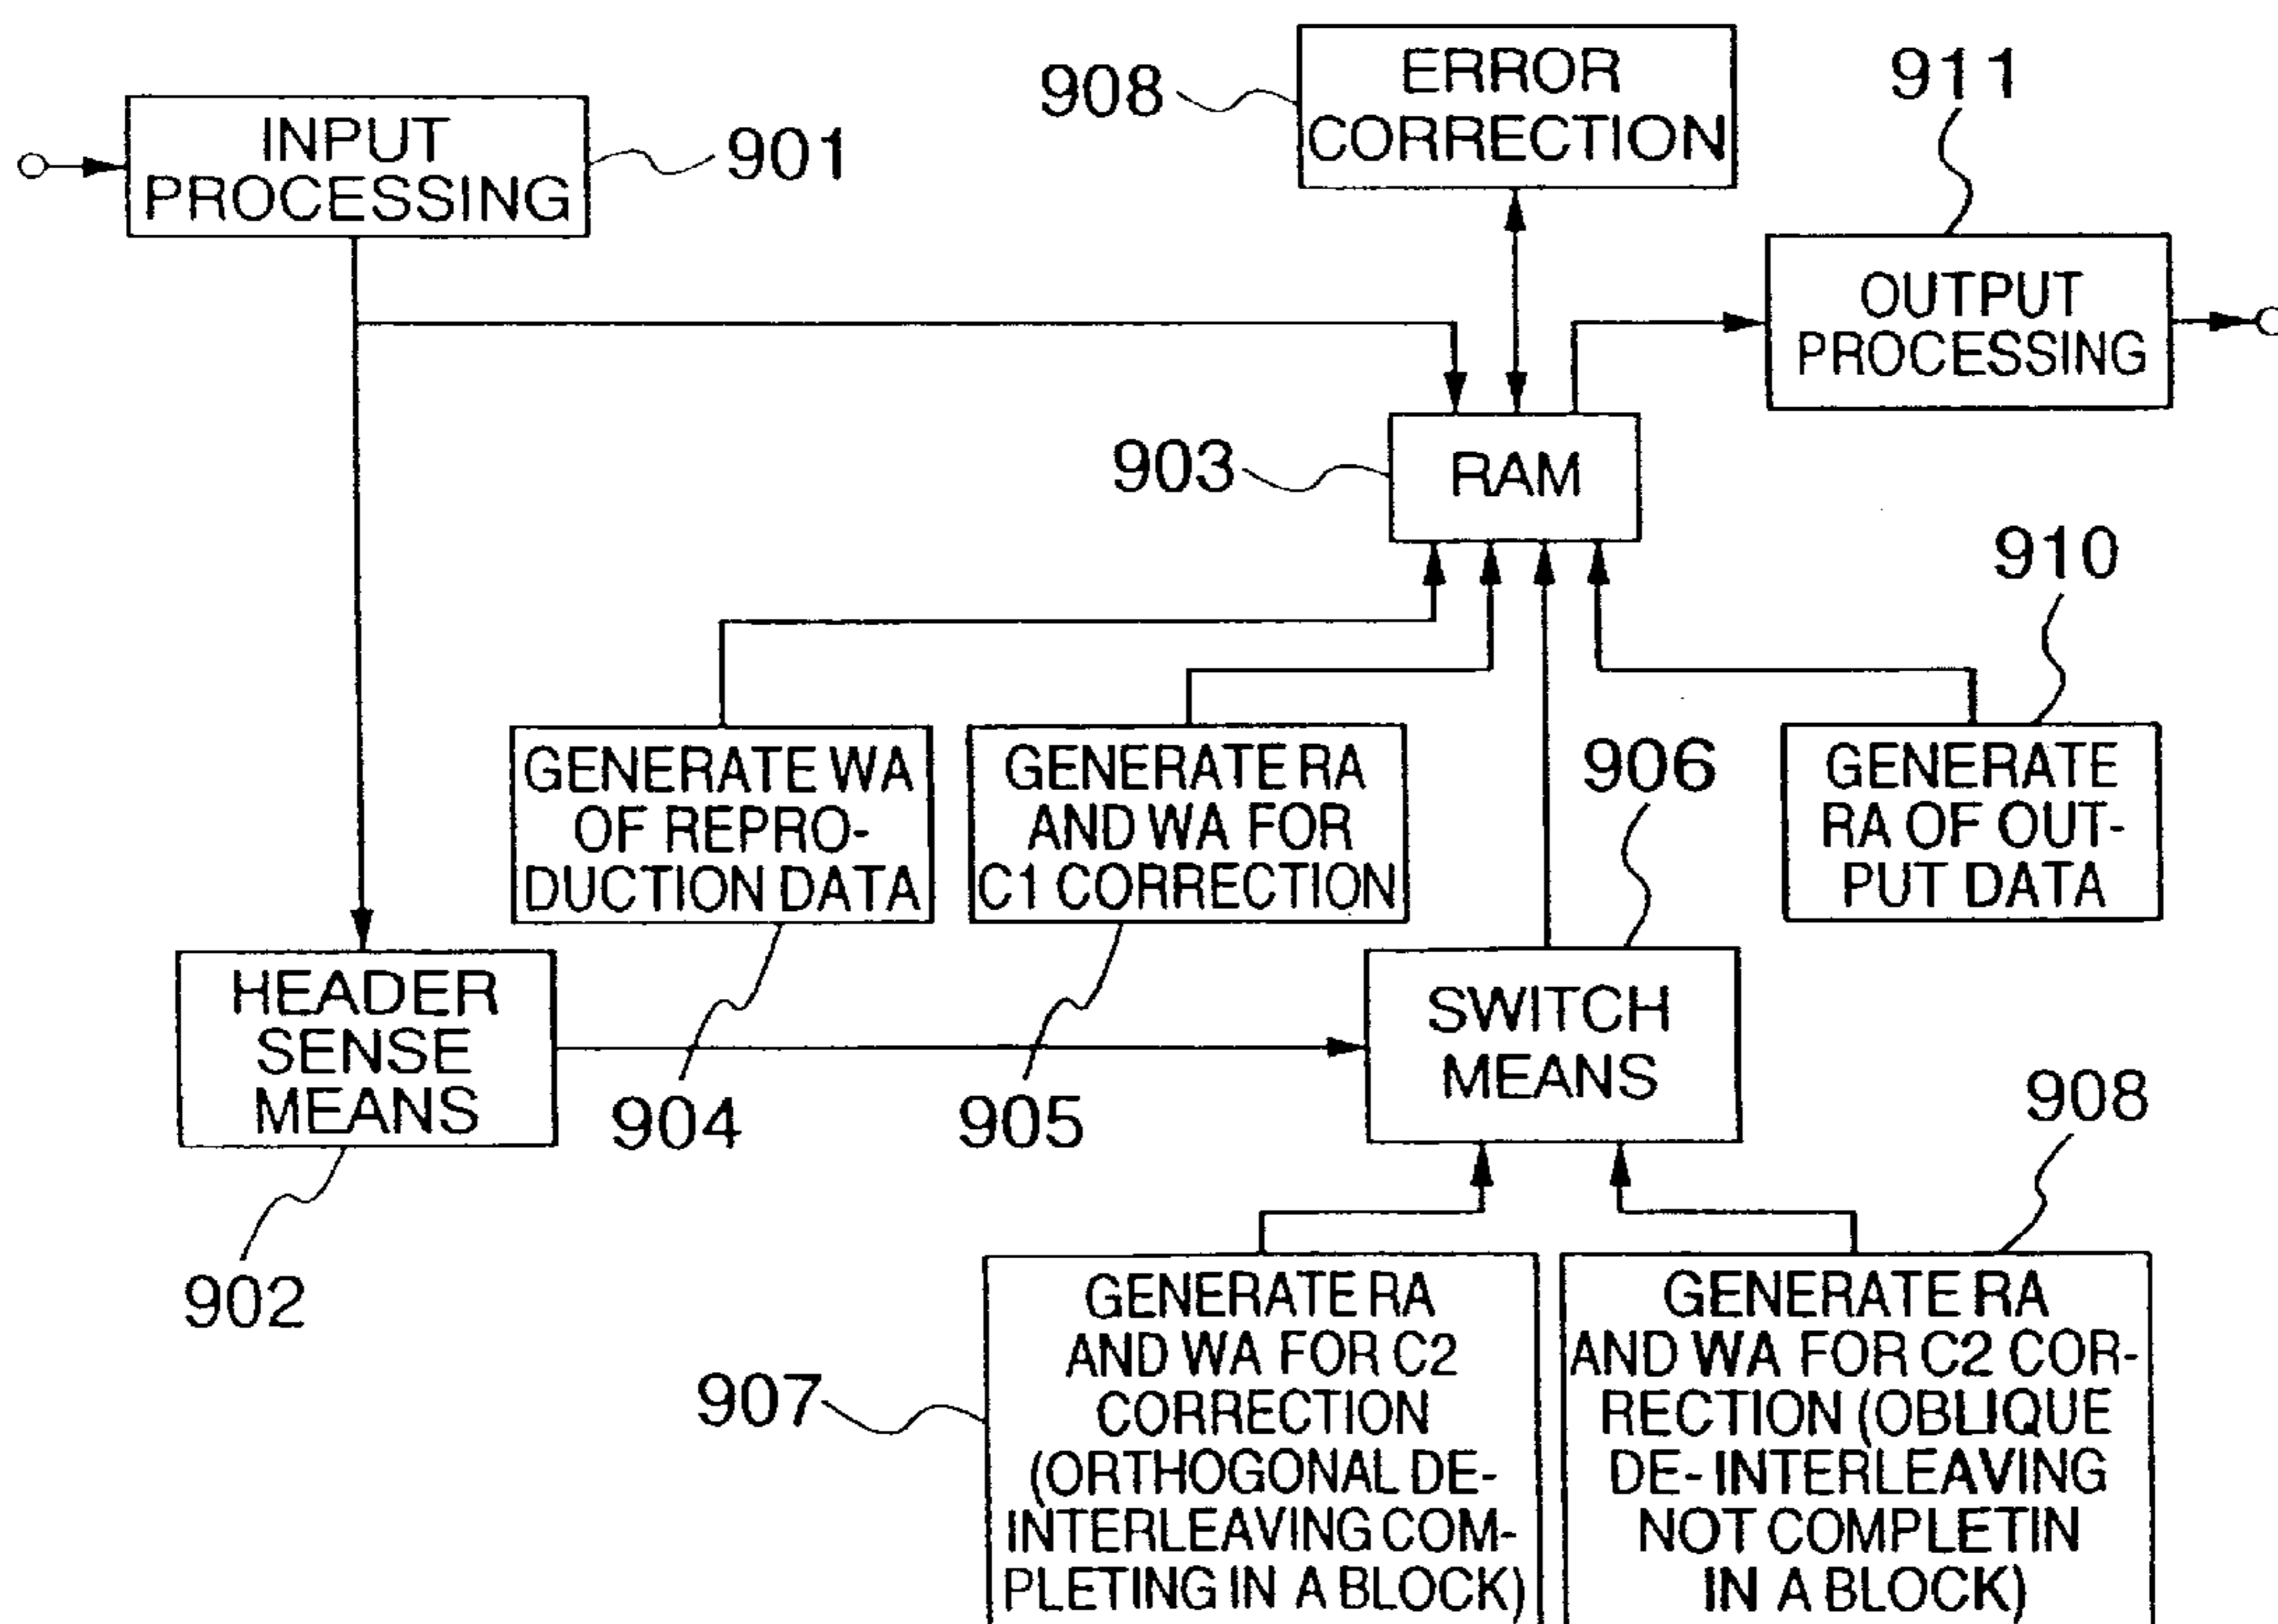 908
ERROR
CORRECTION
911
INPUT
PROCESSING
901
OUTPUT
PROCESSING
903
RAM
910
GENERATE WA
OF REPRO-
DUCTION DATA
GENERATE RA
AND WA FOR
C1 CORRECTION
906
GENERATE
RA OF OUT-
PUT DATA
HEADER
SENSE
MEANS
904
905
SWITCH
MEANS
908
902
907
GENERATE RA
AND WA FOR C2
CORRECTION
(ORTHOGONAL DE-
INTERLEAVING COM-
PLETING IN A BLOCK)
GENERATE RA
AND WA FOR C2 COR-
RECTION (OBLIQUE
DE- INTERLEAVING
NOT COMPLETIN
IN A BLOCK)